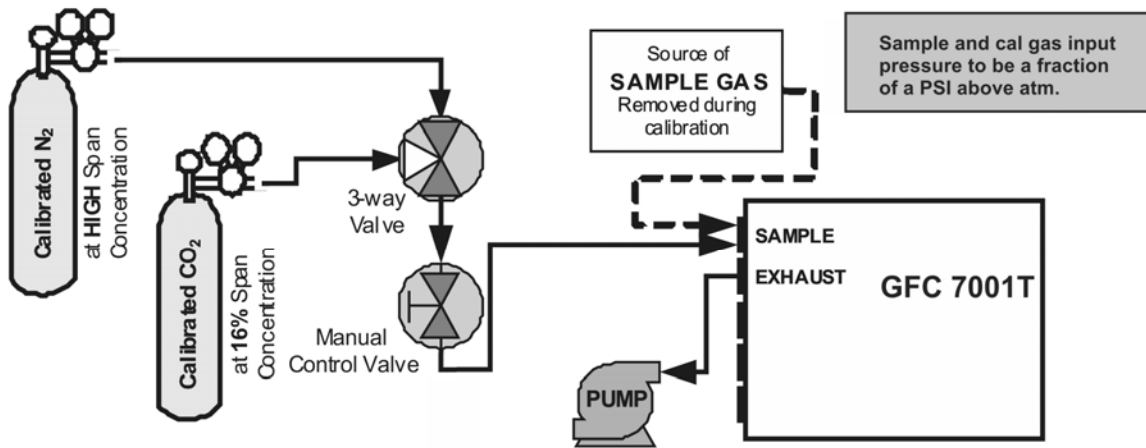 Calibrated N2
at HIGH Span
Concentration
Calibrated CO2
at 16% Span
Concentration
3-way
Valve
Manual
Control Valve
Source of
SAMPLE GAS
Removed during
calibration
Sample and cal gas input
pressure to be a fraction
of a PSI above atm.
SAMPLE
EXHAUST
GFC 7001T
PUMP